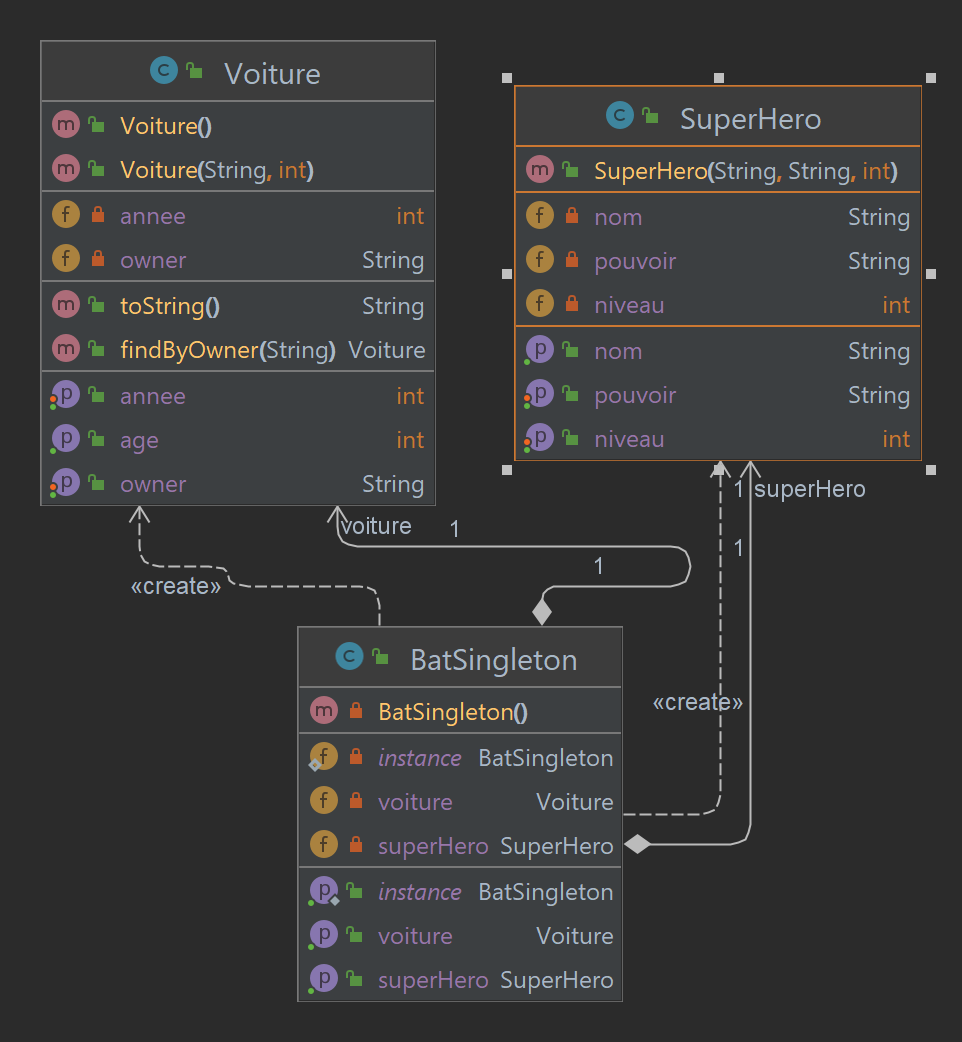 Voiture
Voiture()
Voiture(String, int)
annee int
owner String
toString() String
findByOwner(String) Voiture
annee int
age int
owner String
SuperHero
SuperHero(String, String, int)
nom String
pouvoir String
niveau int
nom String
pouvoir String
niveau int
1 superHero
voiture 1
1
1
«create»
«create»
BatSingleton
BatSingleton()
instance BatSingleton
voiture Voiture
superHero SuperHero
instance BatSingleton
voiture Voiture
superHero SuperHero